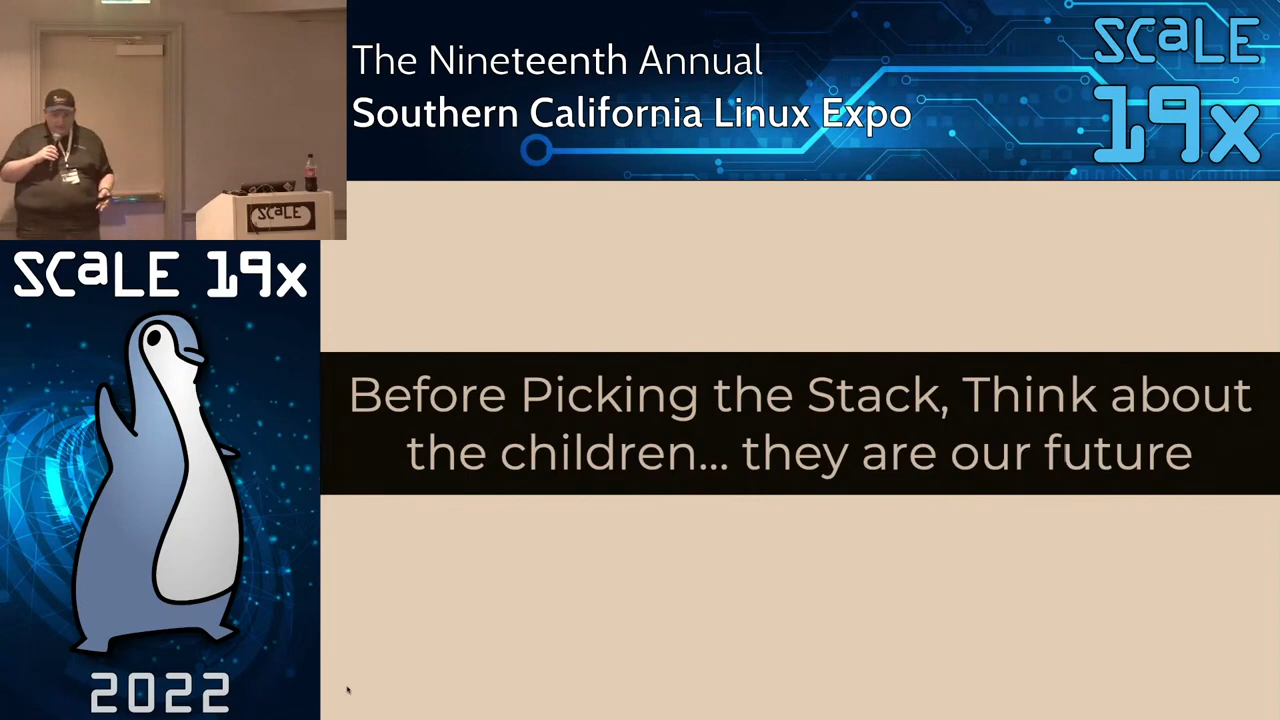 The Nineteenth Annual
Southern California Linux Expo
SCaLE
19x
SCALE
SCaLE 19x
Before Picking the Stack, Think about
the children... they are our future
2022